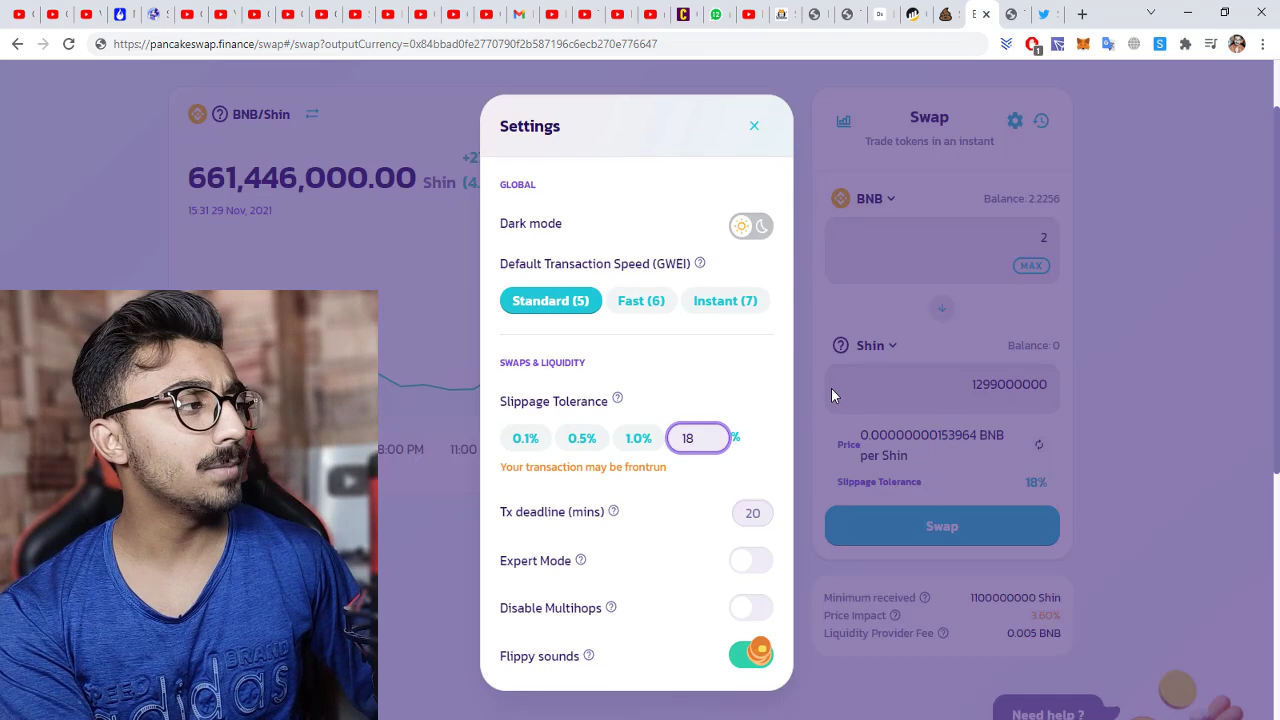 https://pancakeswap.finance/swap#/swap?outputCurrency=0x84bbad0fe2770790f2b587196c6ecb270e776647
1
BNB/Shin
661,446,000.00 Shin
15:31 29 Nov, 2021
8:00 PM
11:00
Settings
GLOBAL
Dark mode
Default Transaction Speed (GWEI)
Standard (5) Fast (6) Instant (7)
SWAPS & LIQUIDITY
Slippage Tolerance
0.1% 0.5% 1.0% 18 %
Your transaction may be frontrun
Tx deadline (mins) 20
Expert Mode
Disable Multihops
Flippy sounds
Swap
Trade tokens in an instant
BNB Balance: 2.2256
2
MAX
Shin Balance: 0
1299000000
Price 0.00000000153964 BNB
per Shin
Slippage Tolerance 18%
Swap
Minimum received 1100000000 Shin
Price Impact 3.60%
Liquidity Provider Fee 0.005 BNB
Need help ?
BRAND
adidas